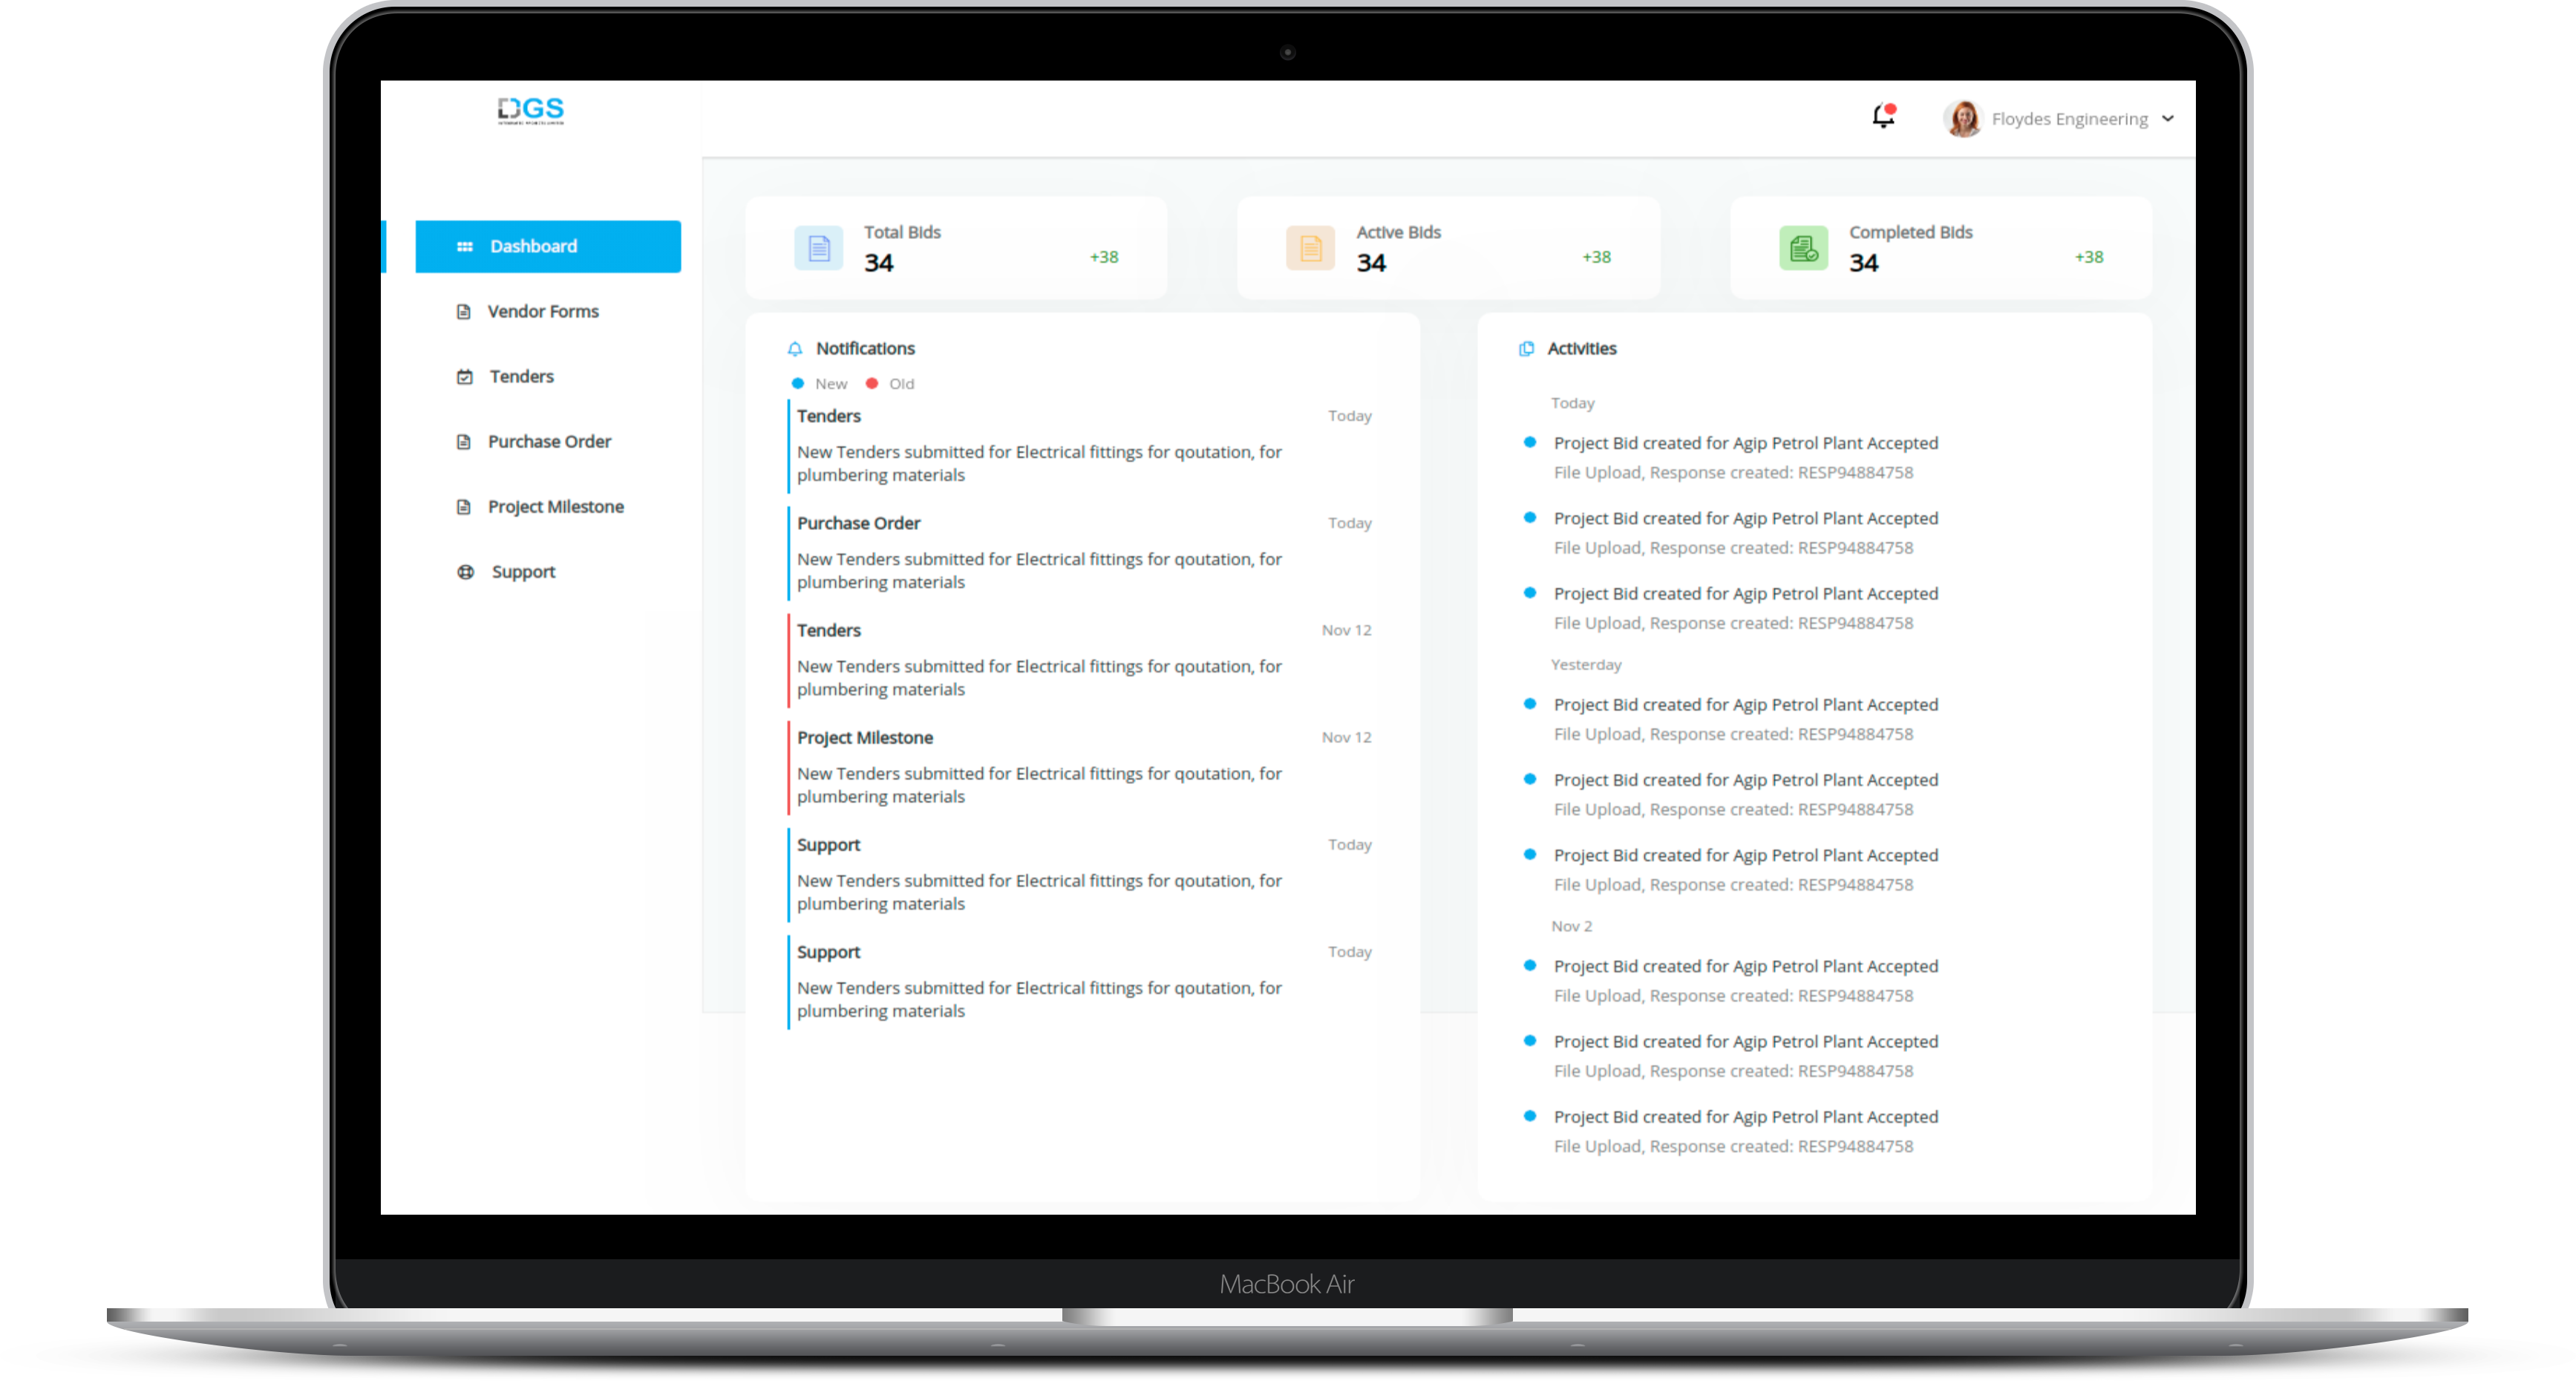 DGS
Floydes Engineering
Dashboard
Vendor Forms
Tenders
Purchase Order
Project Milestone
Support
Total Bids
34
+38
Active Bids
34
+38
Completed Bids
34
+38
Notifications
New Old
Tenders Today
New Tenders submitted for Electrical fittings for qoutation, for
plumbering materials
Purchase Order Today
New Tenders submitted for Electrical fittings for qoutation, for
plumbering materials
Tenders Nov 12
New Tenders submitted for Electrical fittings for qoutation, for
plumbering materials
Project Milestone Nov 12
New Tenders submitted for Electrical fittings for qoutation, for
plumbering materials
Support Today
New Tenders submitted for Electrical fittings for qoutation, for
plumbering materials
Support Today
New Tenders submitted for Electrical fittings for qoutation, for
plumbering materials
Activities
Today
Project Bid created for Agip Petrol Plant Accepted
File Upload, Response created: RESP94884758
Project Bid created for Agip Petrol Plant Accepted
File Upload, Response created: RESP94884758
Project Bid created for Agip Petrol Plant Accepted
File Upload, Response created: RESP94884758
Yesterday
Project Bid created for Agip Petrol Plant Accepted
File Upload, Response created: RESP94884758
Project Bid created for Agip Petrol Plant Accepted
File Upload, Response created: RESP94884758
Project Bid created for Agip Petrol Plant Accepted
File Upload, Response created: RESP94884758
Nov 2
Project Bid created for Agip Petrol Plant Accepted
File Upload, Response created: RESP94884758
Project Bid created for Agip Petrol Plant Accepted
File Upload, Response created: RESP94884758
Project Bid created for Agip Petrol Plant Accepted
File Upload, Response created: RESP94884758
MacBook Air